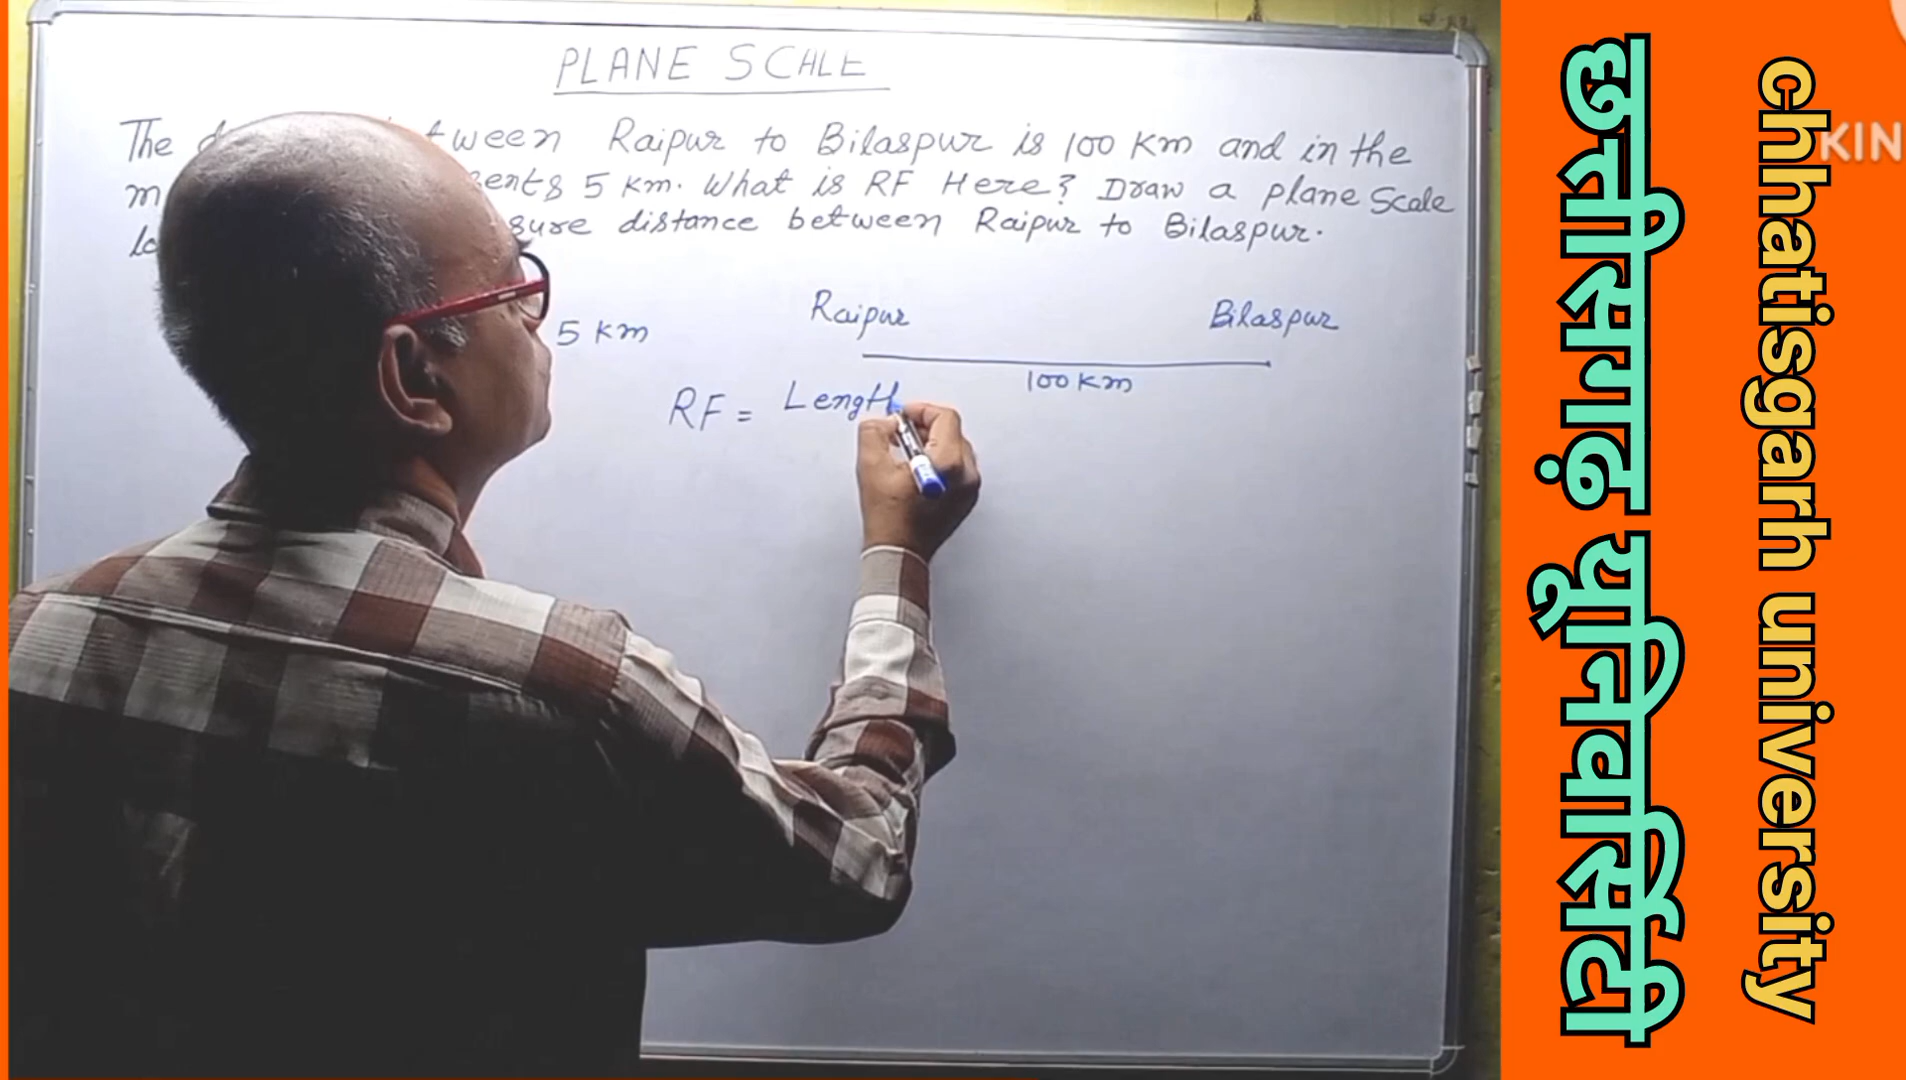 PLANE SCALE
The tween Raipur to Bilaspur is 100 Km and in the
5 Km. What is RF Here? Draw a plane Scale
distance between Raipur to Bilaspur.
Raipur Bilaspur
5 Km
100 Km
RF = Length
छत्तीसगढ़ यूनिवर्सिटी
chhatisgarh university
KIN